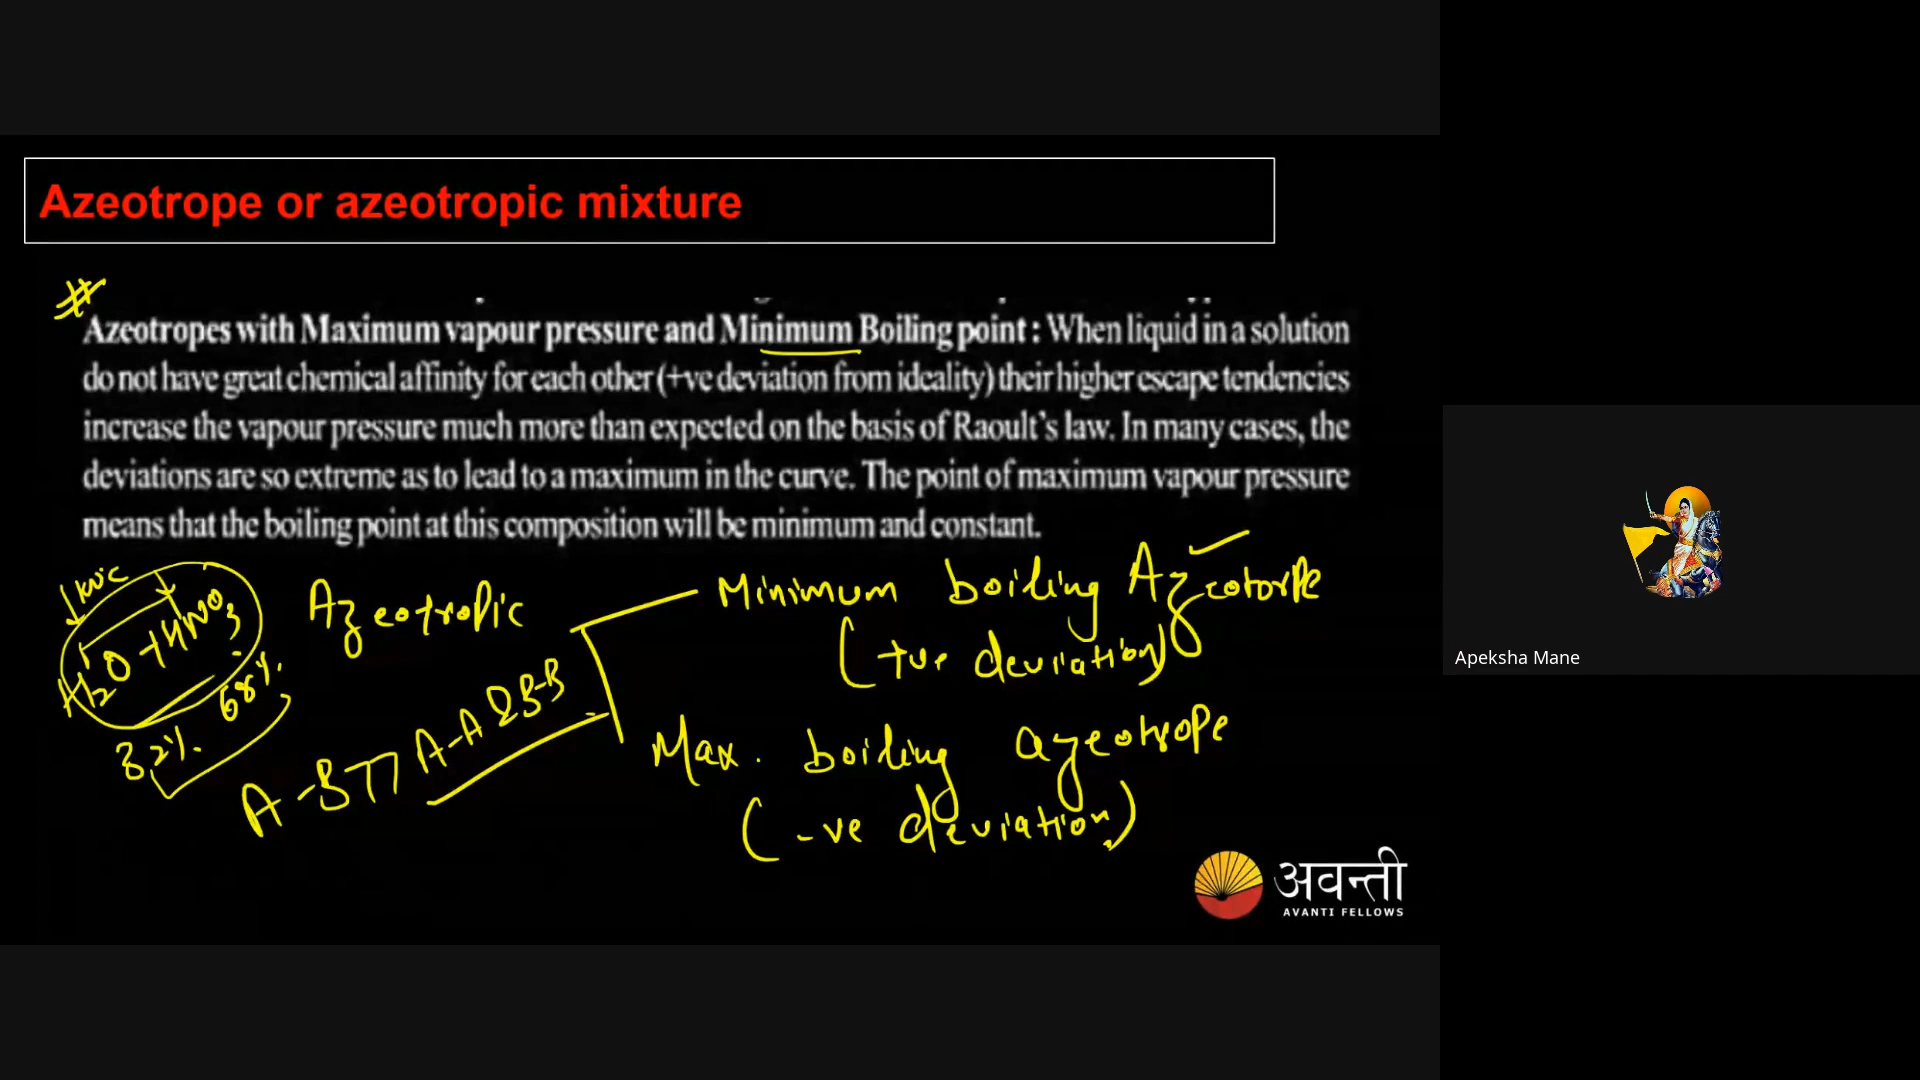 Azeotrope or azeotropic mixture
#
Azeotropes with Maximum vapour pressure and Minimum Boiling point : When liquid in a solution
do not have great chemical affinity for each other (+ve deviation from ideality) their higher escape tendencies
increase the vapour pressure much more than expected on the basis of Raoult's law. In many cases, the
deviations are so extreme as to lead to a maximum in the curve. The point of maximum vapour pressure
means that the boiling point at this composition will be minimum and constant.
H2O + HNO3
68%.
32%.
Azeotropic
Minimum boiling Azeotorpe
(+ve deviation)
A-B77 A-A & B-B
Max. boiling azeotrope
(-ve deviation)
अवन्ती
AVANTI FELLOWS
Apeksha Mane